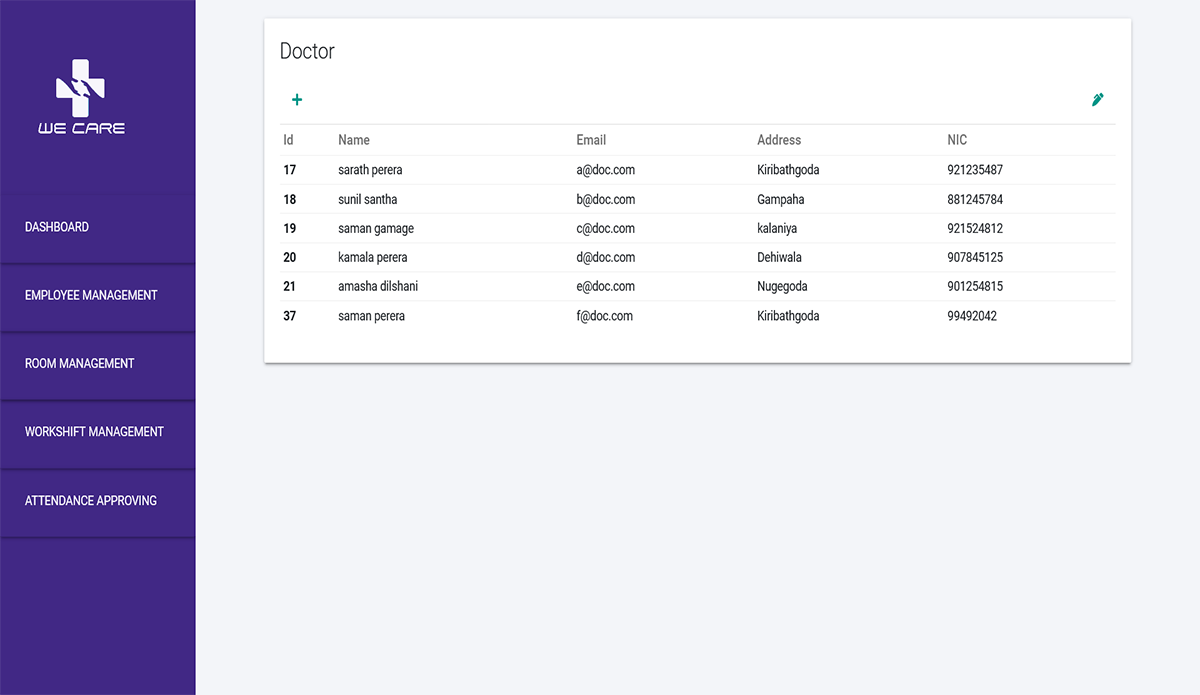 WE CARE
DASHBOARD
EMPLOYEE MANAGEMENT
ROOM MANAGEMENT
WORKSHIFT MANAGEMENT
ATTENDANCE APPROVING
Doctor
Id Name Email Address NIC
17 sarath perera a@doc.com Kiribathgoda 921235487
18 sunil santha b@doc.com Gampaha 881245784
19 saman gamage c@doc.com kalaniya 921524812
20 kamala perera d@doc.com Dehiwala 907845125
21 amasha dilshani e@doc.com Nugegoda 901254815
37 saman perera f@doc.com Kiribathgoda 99492042